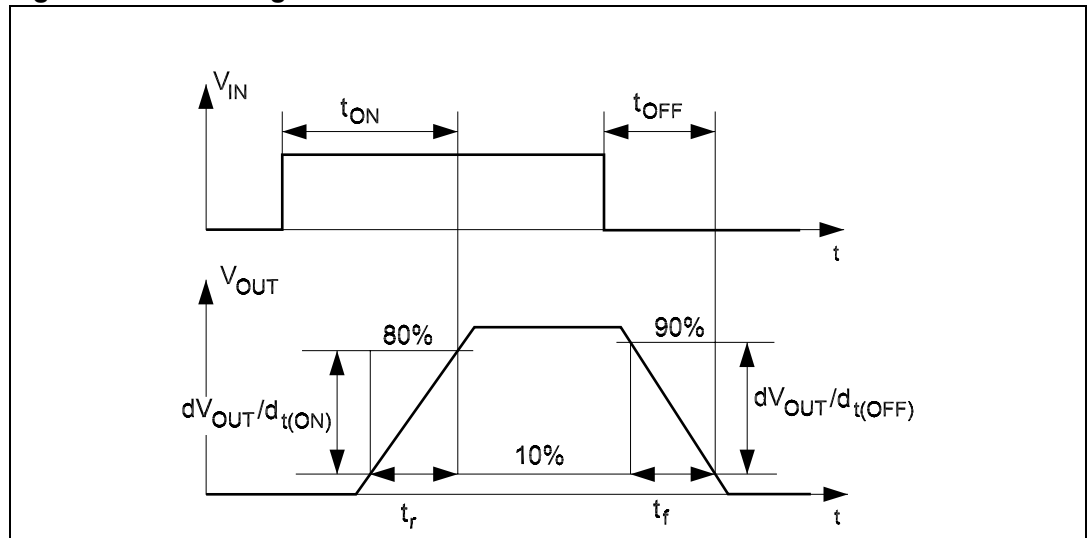 V_IN
t_ON
t_OFF
t
V_OUT
80%
90%
dV_OUT/d_t(ON)
dV_OUT/d_t(OFF)
10%
t_r
t_f
t